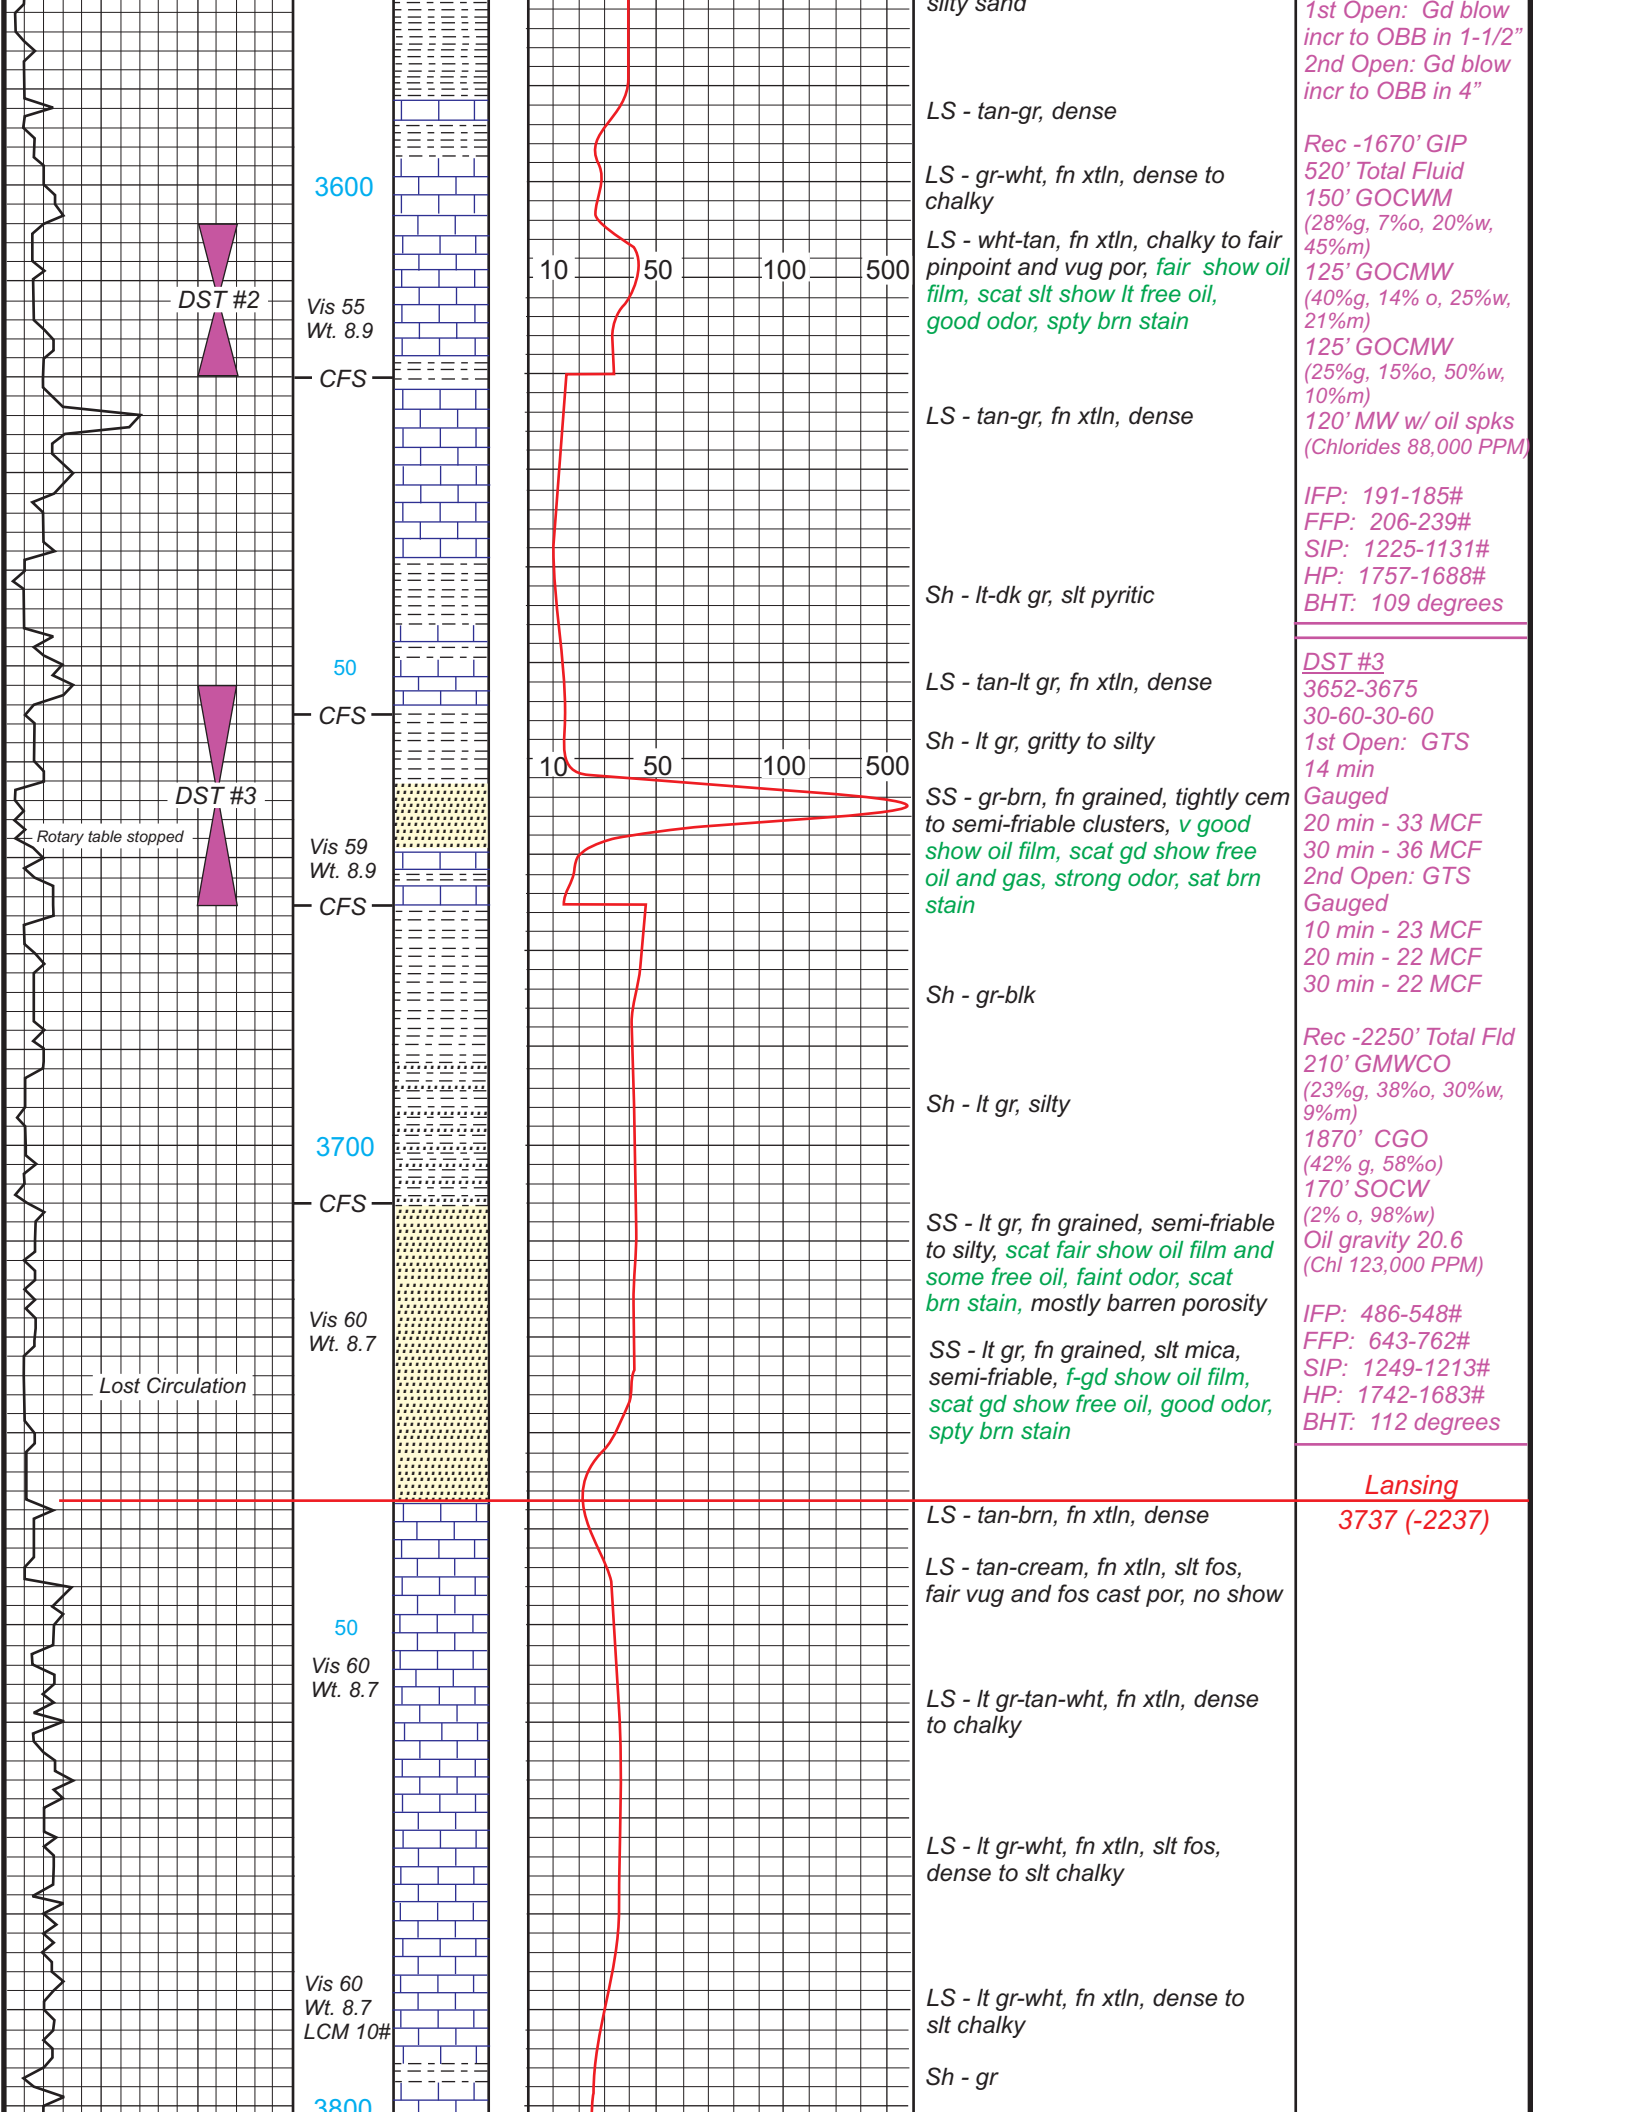 silty sand
LS - tan-gr, dense
LS - gr-wht, fn xtln, dense to
chalky
LS - wht-tan, fn xtln, chalky to fair
pinpoint and vug por, fair show oil
film, scat slt show lt free oil,
good odor, spty brn stain
LS - tan-gr, fn xtln, dense
Sh - lt-dk gr, slt pyritic
LS - tan-lt gr, fn xtln, dense
Sh - lt gr, gritty to silty
SS - gr-brn, fn grained, tightly cem
to semi-friable clusters, v good
show oil film, scat gd show free
oil and gas, strong odor, sat brn
stain
Sh - gr-blk
Sh - lt gr, silty
SS - lt gr, fn grained, semi-friable
to silty, scat fair show oil film and
some free oil, faint odor, scat
brn stain, mostly barren porosity
SS - lt gr, fn grained, slt mica,
semi-friable, f-gd show oil film,
scat gd show free oil, good odor,
spty brn stain
LS - tan-brn, fn xtln, dense
LS - tan-cream, fn xtln, slt fos,
fair vug and fos cast por, no show
LS - lt gr-tan-wht, fn xtln, dense
to chalky
LS - lt gr-wht, fn xtln, slt fos,
dense to slt chalky
LS - lt gr-wht, fn xtln, dense to
slt chalky
Sh - gr
1st Open: Gd blow
incr to OBB in 1-1/2”
2nd Open: Gd blow
incr to OBB in 4”
Rec -1670’ GIP
520’ Total Fluid
150’ GOCWM
(28%g, 7%o, 20%w,
45%m)
125’ GOCMW
(40%g, 14% o, 25%w,
21%m)
125’ GOCMW
(25%g, 15%o, 50%w,
10%m)
120’ MW w/ oil spks
(Chlorides 88,000 PPM)
IFP: 191-185#
FFP: 206-239#
SIP: 1225-1131#
HP: 1757-1688#
BHT: 109 degrees
DST #3
3652-3675
30-60-30-60
1st Open: GTS
14 min
Gauged
20 min - 33 MCF
30 min - 36 MCF
2nd Open: GTS
Gauged
10 min - 23 MCF
20 min - 22 MCF
30 min - 22 MCF
Rec -2250’ Total Fld
210’ GMWCO
(23%g, 38%o, 30%w,
9%m)
1870’ CGO
(42% g, 58%o)
170’ SOCW
(2% o, 98%w)
Oil gravity 20.6
(Chl 123,000 PPM)
IFP: 486-548#
FFP: 643-762#
SIP: 1249-1213#
HP: 1742-1683#
BHT: 112 degrees
Lansing
3737 (-2237)
3600
DST #2
Vis 55
Wt. 8.9
CFS
10 50 100 500
50
CFS
10 50 100 500
DST #3
Rotary table stopped
Vis 59
Wt. 8.9
CFS
3700
CFS
Vis 60
Wt. 8.7
Lost Circulation
50
Vis 60
Wt. 8.7
Vis 60
Wt. 8.7
LCM 10#
3800